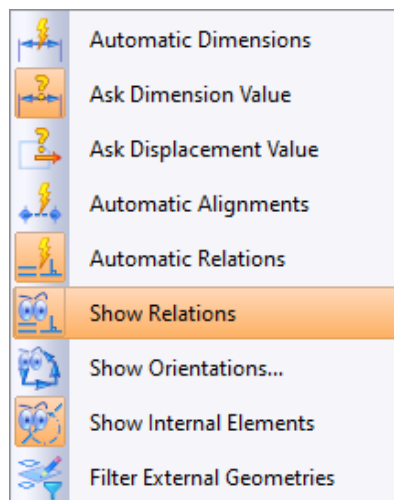 Automatic Dimensions
Ask Dimension Value
Ask Displacement Value
Automatic Alignments
Automatic Relations
Show Relations
Show Orientations...
Show Internal Elements
Filter External Geometries